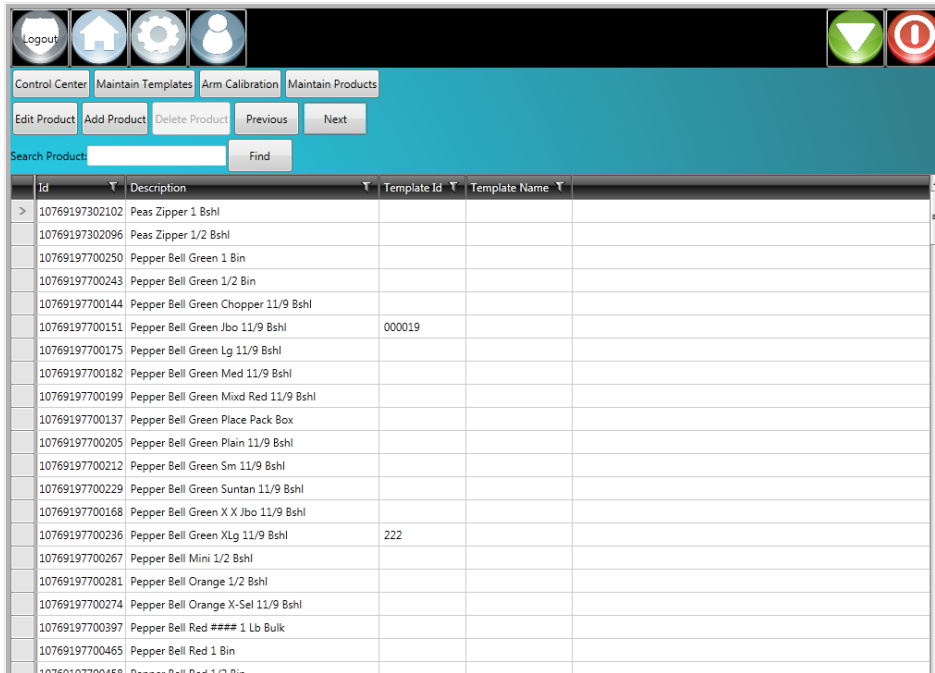 Logout
Control Center Maintain Templates Arm Calibration Maintain Products
Edit Product Add Product Delete Product Previous Next
Search Product: Find
Id Description Template Id Template Name
> 10769197302102 Peas Zipper 1 Bshl
10769197302096 Peas Zipper 1/2 Bshl
10769197700250 Pepper Bell Green 1 Bin
10769197700243 Pepper Bell Green 1/2 Bin
10769197700144 Pepper Bell Green Chopper 11/9 Bshl
10769197700151 Pepper Bell Green Jbo 11/9 Bshl 000019
10769197700175 Pepper Bell Green Lg 11/9 Bshl
10769197700182 Pepper Bell Green Med 11/9 Bshl
10769197700199 Pepper Bell Green Mixd Red 11/9 Bshl
10769197700137 Pepper Bell Green Place Pack Box
10769197700205 Pepper Bell Green Plain 11/9 Bshl
10769197700212 Pepper Bell Green Sm 11/9 Bshl
10769197700229 Pepper Bell Green Suntan 11/9 Bshl
10769197700168 Pepper Bell Green X X Jbo 11/9 Bshl
10769197700236 Pepper Bell Green XLg 11/9 Bshl 222
10769197700267 Pepper Bell Mini 1/2 Bshl
10769197700281 Pepper Bell Orange 1/2 Bshl
10769197700274 Pepper Bell Orange X-Sel 11/9 Bshl
10769197700397 Pepper Bell Red #### 1 Lb Bulk
10769197700465 Pepper Bell Red 1 Bin
10769197700458 Pepper Bell Red 1/2 Bin